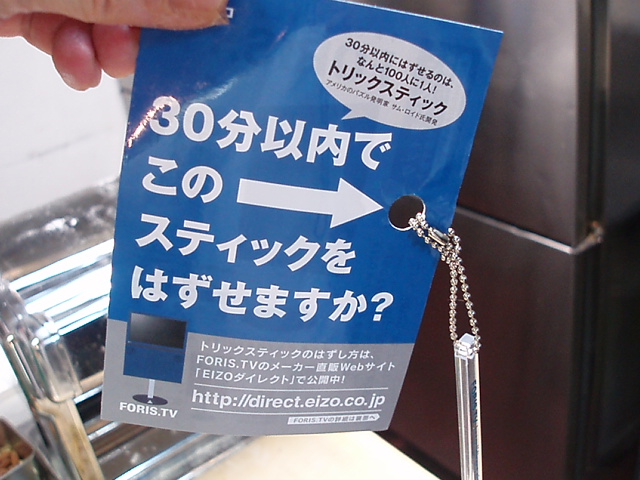 30分以内にはずせるのは、
なんと100人に1人!
トリックスティック
アメリカのパズル発明家 サム・ロイド氏開発
30分以内で
この
スティックを
はずせますか?
トリックスティックのはずし方は、
FORIS.TVのメーカー直販Webサイト
「EIZOダイレクト」で公開中!
http://direct.eizo.co.jp
FORIS.TVの詳細は裏面へ
FORIS.TV